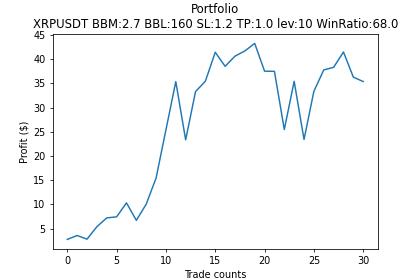 Portfolio
XRPUSDT BBM:2.7 BBL:160 SL:1.2 TP:1.0 lev:10 WinRatio:68.0
45
40
35
30
25
20
15
10
5
Profit ($)
0 5 10 15 20 25 30
Trade counts